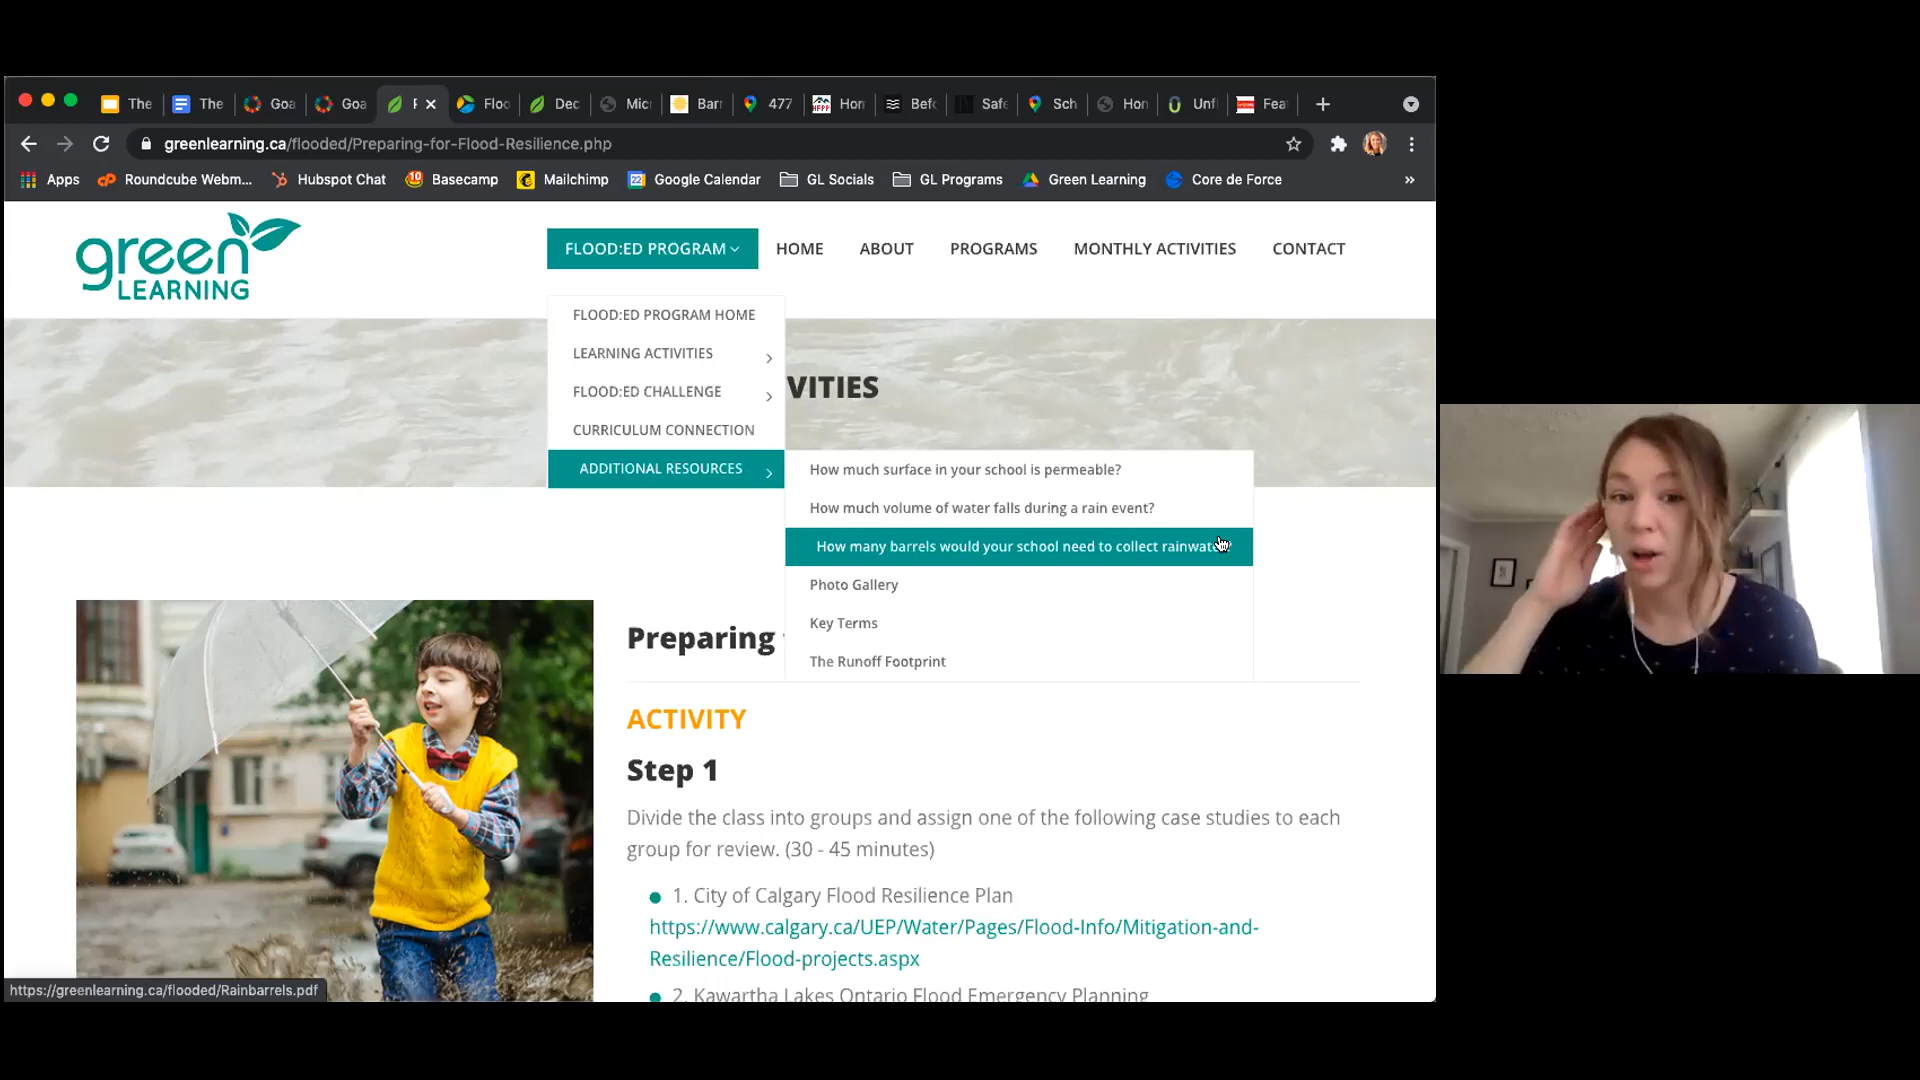 The
The
Goa
Goa
F
Floo
Dec
Micr
Barr
477
Hom
Befo
Safe
Sch
Hon
Unfl
Feat
greenlearning.ca/flooded/Preparing-for-Flood-Resilience.php
Apps
Roundcube Webm...
Hubspot Chat
10
Basecamp
Mailchimp
22
Google Calendar
GL Socials
GL Programs
Green Learning
Core de Force
»
green
LEARNING
FLOOD:ED PROGRAM
HOME
ABOUT
PROGRAMS
MONTHLY ACTIVITIES
CONTACT
FLOOD:ED PROGRAM HOME
LEARNING ACTIVITIES
FLOOD:ED CHALLENGE
CURRICULUM CONNECTION
ADDITIONAL RESOURCES
VITIES
How much surface in your school is permeable?
How much volume of water falls during a rain event?
How many barrels would your school need to collect rainwate
Photo Gallery
Key Terms
The Runoff Footprint
Preparing
ACTIVITY
Step 1
Divide the class into groups and assign one of the following case studies to each
group for review. (30 - 45 minutes)
1. City of Calgary Flood Resilience Plan
https://www.calgary.ca/UEP/Water/Pages/Flood-Info/Mitigation-and-
Resilience/Flood-projects.aspx
2. Kawartha Lakes Ontario Flood Emergency Planning
https://greenlearning.ca/flooded/Rainbarrels.pdf